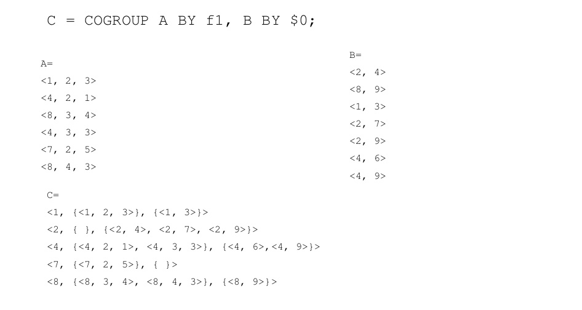 C = COGROUP A BY f1, B BY $0;
A=
<1, 2, 3>
<4, 2, 1>
<8, 3, 4>
<4, 3, 3>
<7, 2, 5>
<8, 4, 3>
B=
<2, 4>
<8, 9>
<1, 3>
<2, 7>
<2, 9>
<4, 6>
<4, 9>
C=
<1, {<1, 2, 3>}, {<1, 3>}>
<2, { }, {<2, 4>, <2, 7>, <2, 9>}>
<4, {<4, 2, 1>, <4, 3, 3>}, {<4, 6>,<4, 9>}>
<7, {<7, 2, 5>}, { }>
<8, {<8, 3, 4>, <8, 4, 3>}, {<8, 9>}>